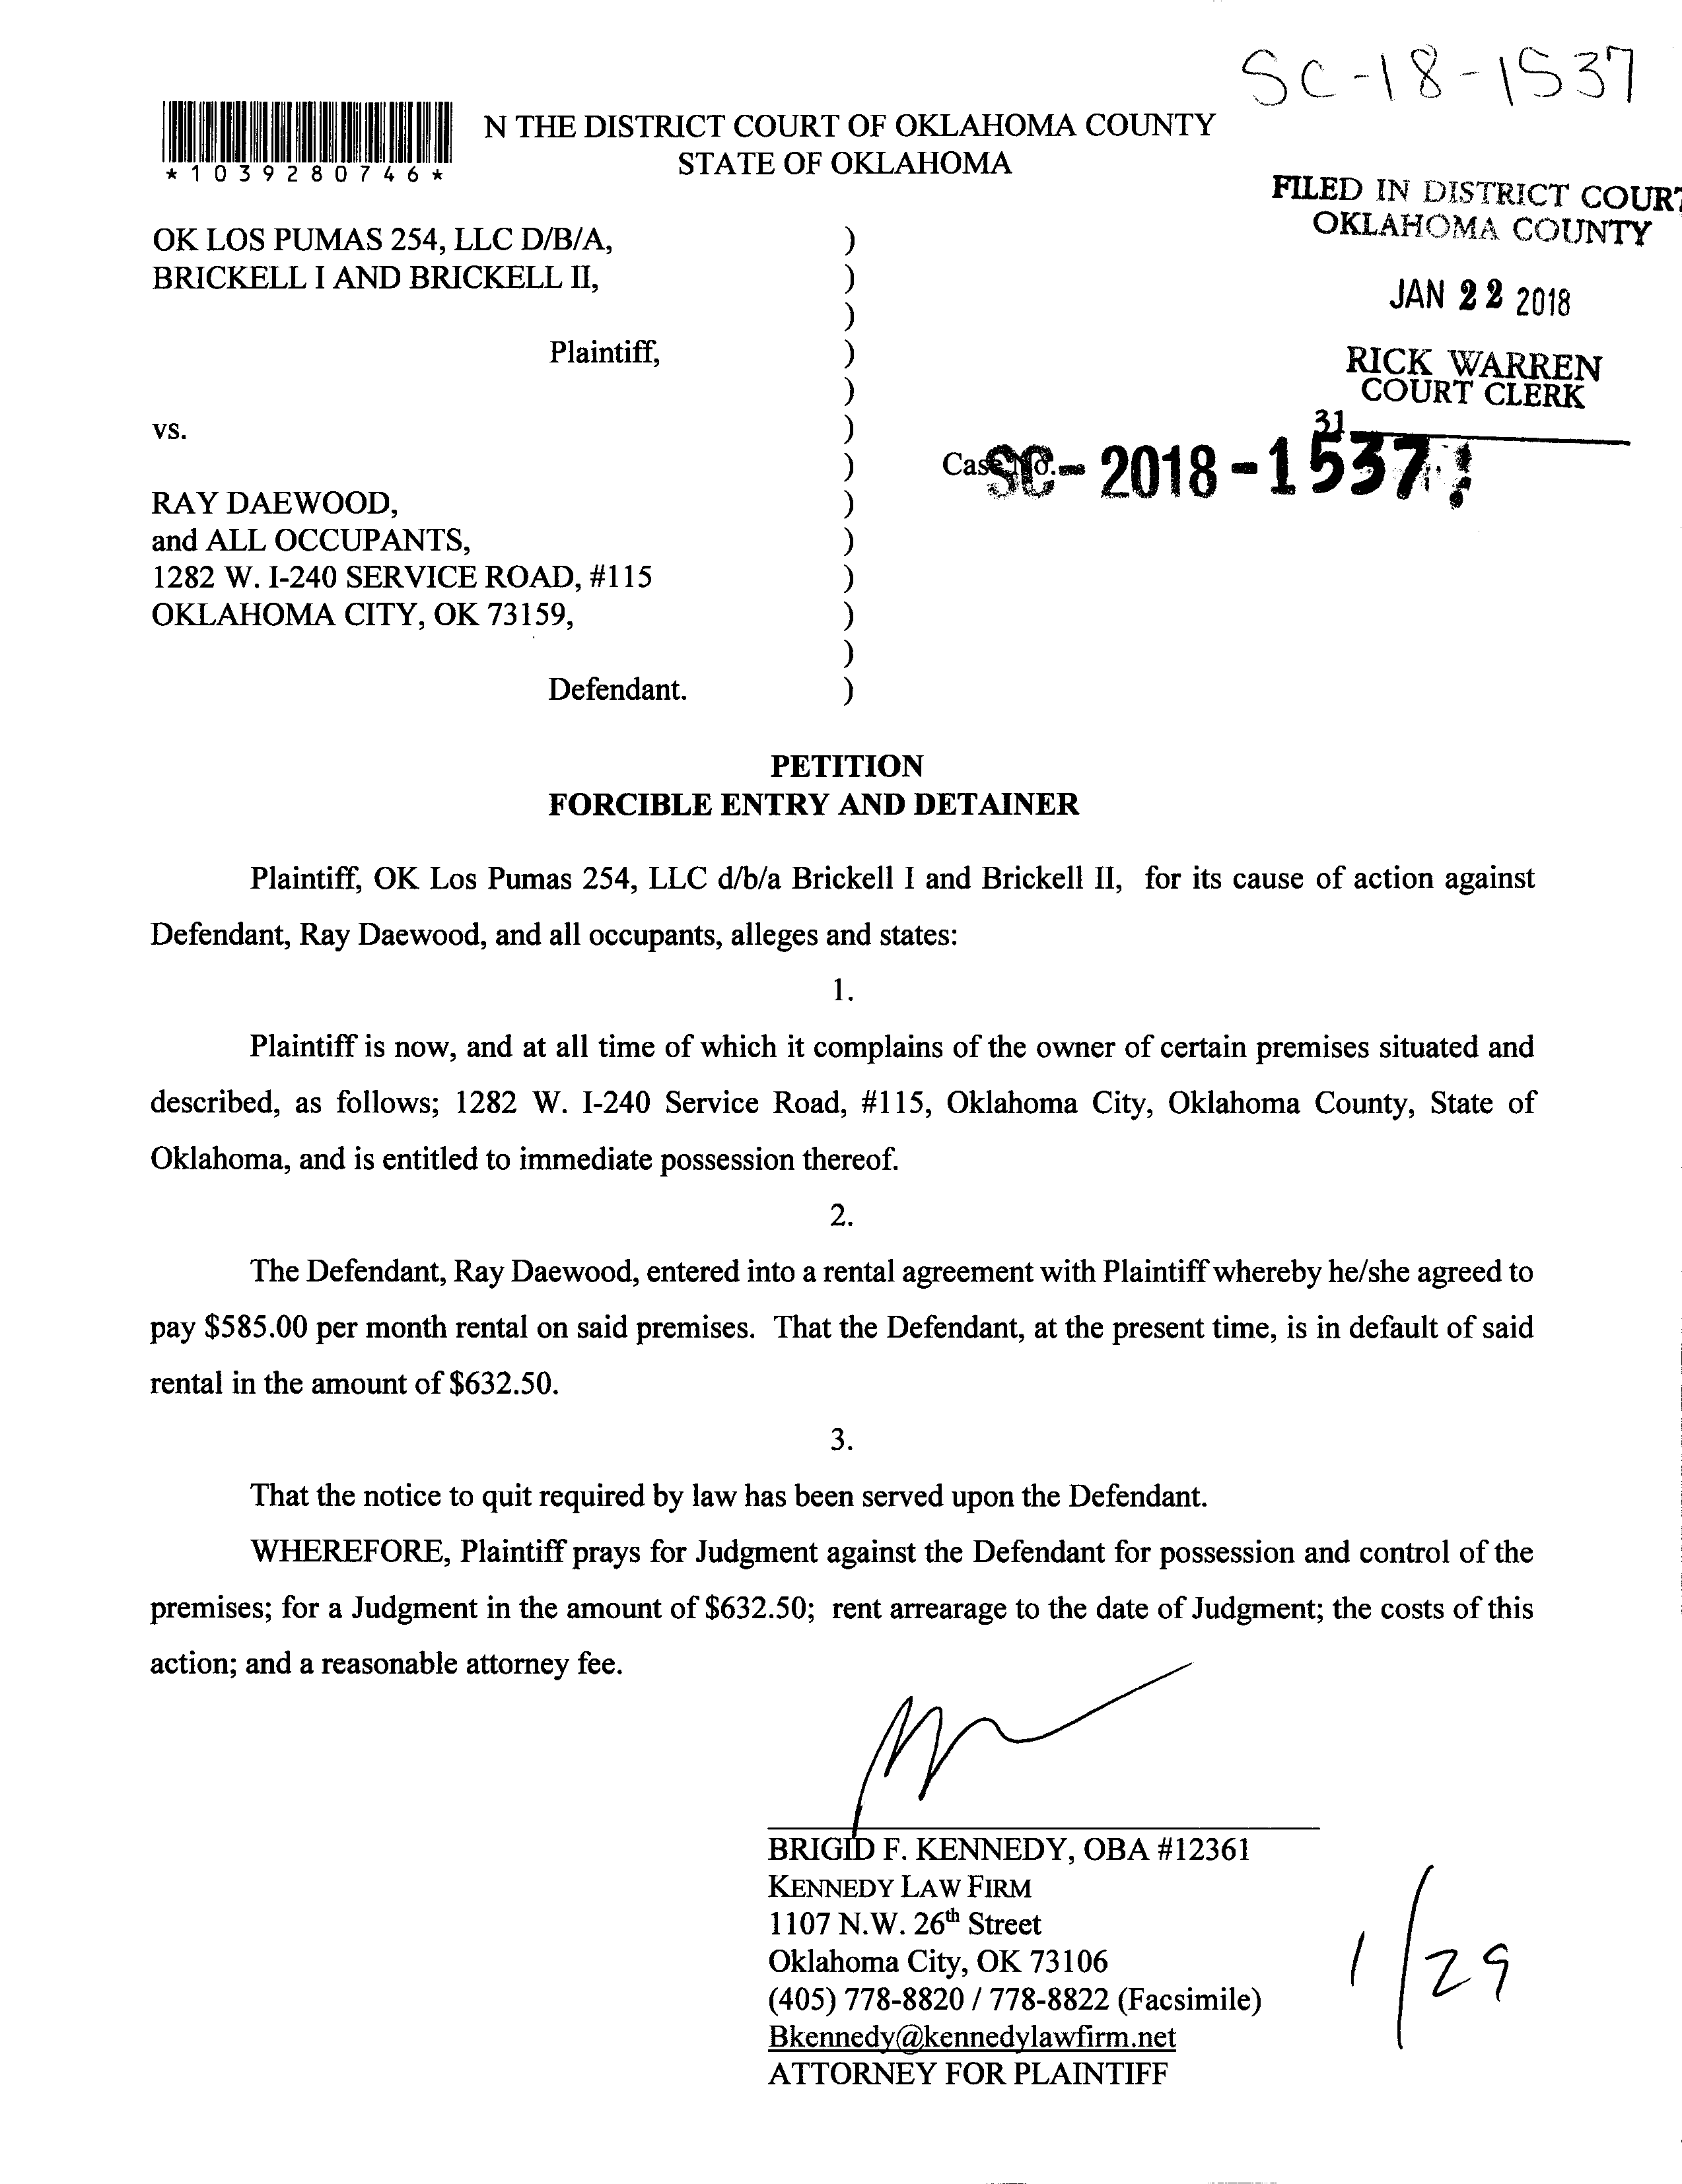 SC-18-1537
*1039280746*
N THE DISTRICT COURT OF OKLAHOMA COUNTY
STATE OF OKLAHOMA
FILED IN DISTRICT COURT
OKLAHOMA COUNTY
JAN 22 2018
RICK WARREN
COURT CLERK
31
OK LOS PUMAS 254, LLC D/B/A, )
BRICKELL I AND BRICKELL II, )
)
Plaintiff, )
)
vs. )
) Case No. SC-2018-1537
RAY DAEWOOD, )
and ALL OCCUPANTS, )
1282 W. I-240 SERVICE ROAD, #115 )
OKLAHOMA CITY, OK 73159, )
)
Defendant. )
PETITION
FORCIBLE ENTRY AND DETAINER
Plaintiff, OK Los Pumas 254, LLC d/b/a Brickell I and Brickell II, for its cause of action against
Defendant, Ray Daewood, and all occupants, alleges and states:
1.
Plaintiff is now, and at all time of which it complains of the owner of certain premises situated and
described, as follows; 1282 W. I-240 Service Road, #115, Oklahoma City, Oklahoma County, State of
Oklahoma, and is entitled to immediate possession thereof.
2.
The Defendant, Ray Daewood, entered into a rental agreement with Plaintiff whereby he/she agreed to
pay $585.00 per month rental on said premises. That the Defendant, at the present time, is in default of said
rental in the amount of $632.50.
3.
That the notice to quit required by law has been served upon the Defendant.
WHEREFORE, Plaintiff prays for Judgment against the Defendant for possession and control of the
premises; for a Judgment in the amount of $632.50; rent arrearage to the date of Judgment; the costs of this
action; and a reasonable attorney fee.
BRIGID F. KENNEDY, OBA #12361
KENNEDY LAW FIRM
1107 N.W. 26th Street
Oklahoma City, OK 73106
(405) 778-8820 / 778-8822 (Facsimile)
Bkennedy@kennedylawfirm.net
ATTORNEY FOR PLAINTIFF
1/29